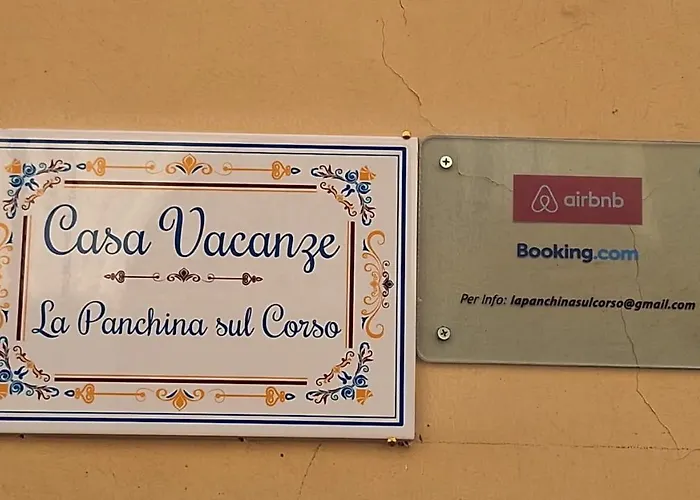 Casa Vacanze
La Panchina sul Corso
airbnb
Booking.com
Per Info: lapanchinasulcorso@gmail.com